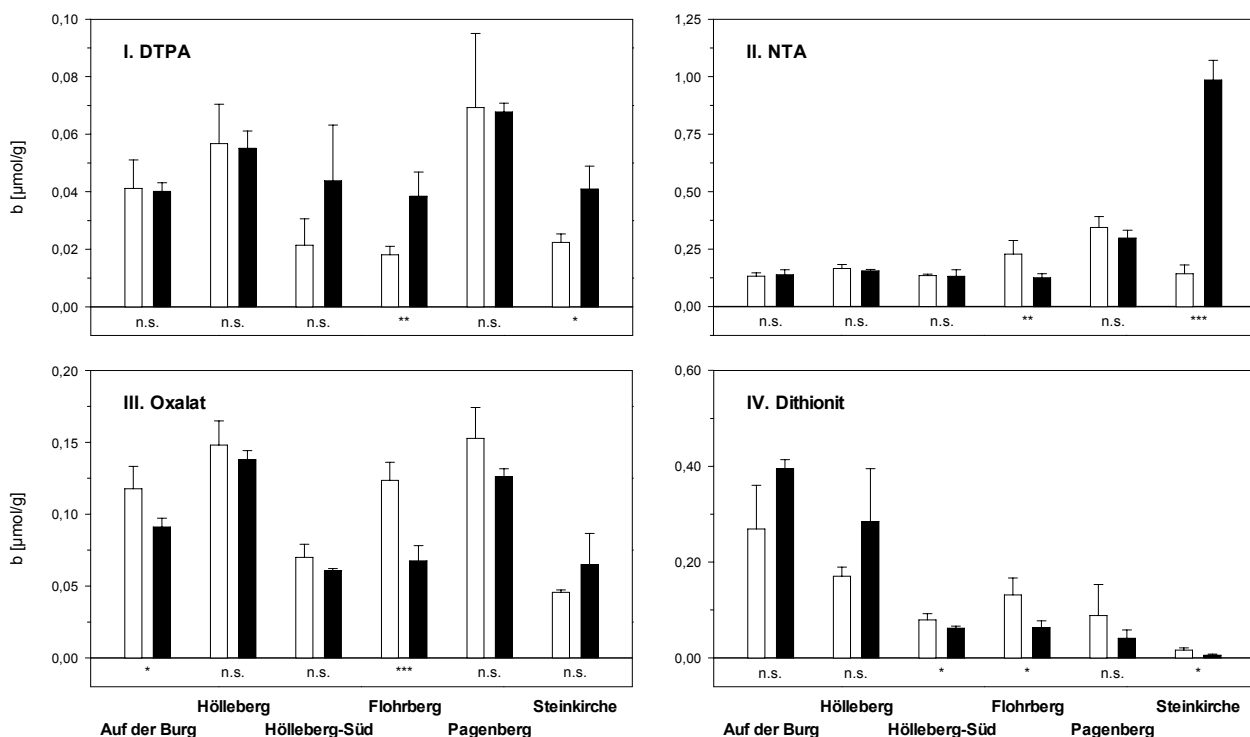 I. DTPA
b [µmol/g]
0,10
0,08
0,06
0,04
0,02
0,00
n.s. n.s. n.s. ** n.s. *
II. NTA
1,25
1,00
0,75
0,50
0,25
0,00
n.s. n.s. n.s. ** n.s. ***
III. Oxalat
b [µmol/g]
0,20
0,15
0,10
0,05
0,00
* n.s. n.s. *** n.s. n.s.
Hölleberg Flohrberg Steinkirche
Auf der Burg Hölleberg-Süd Pagenberg
IV. Dithionit
0,60
0,40
0,20
0,00
n.s. n.s. * * n.s. *
Hölleberg Flohrberg Steinkirche
Auf der Burg Hölleberg-Süd Pagenberg